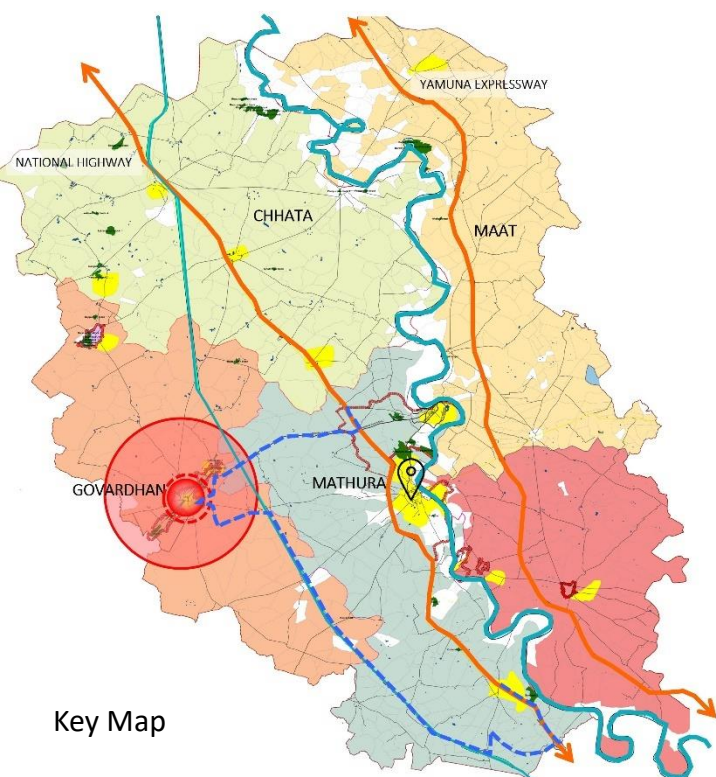 YAMUNA EXPRESSWAY
NATIONAL HIGHWAY
CHHATA
MAAT
GOVARDHAN
MATHURA
Key Map